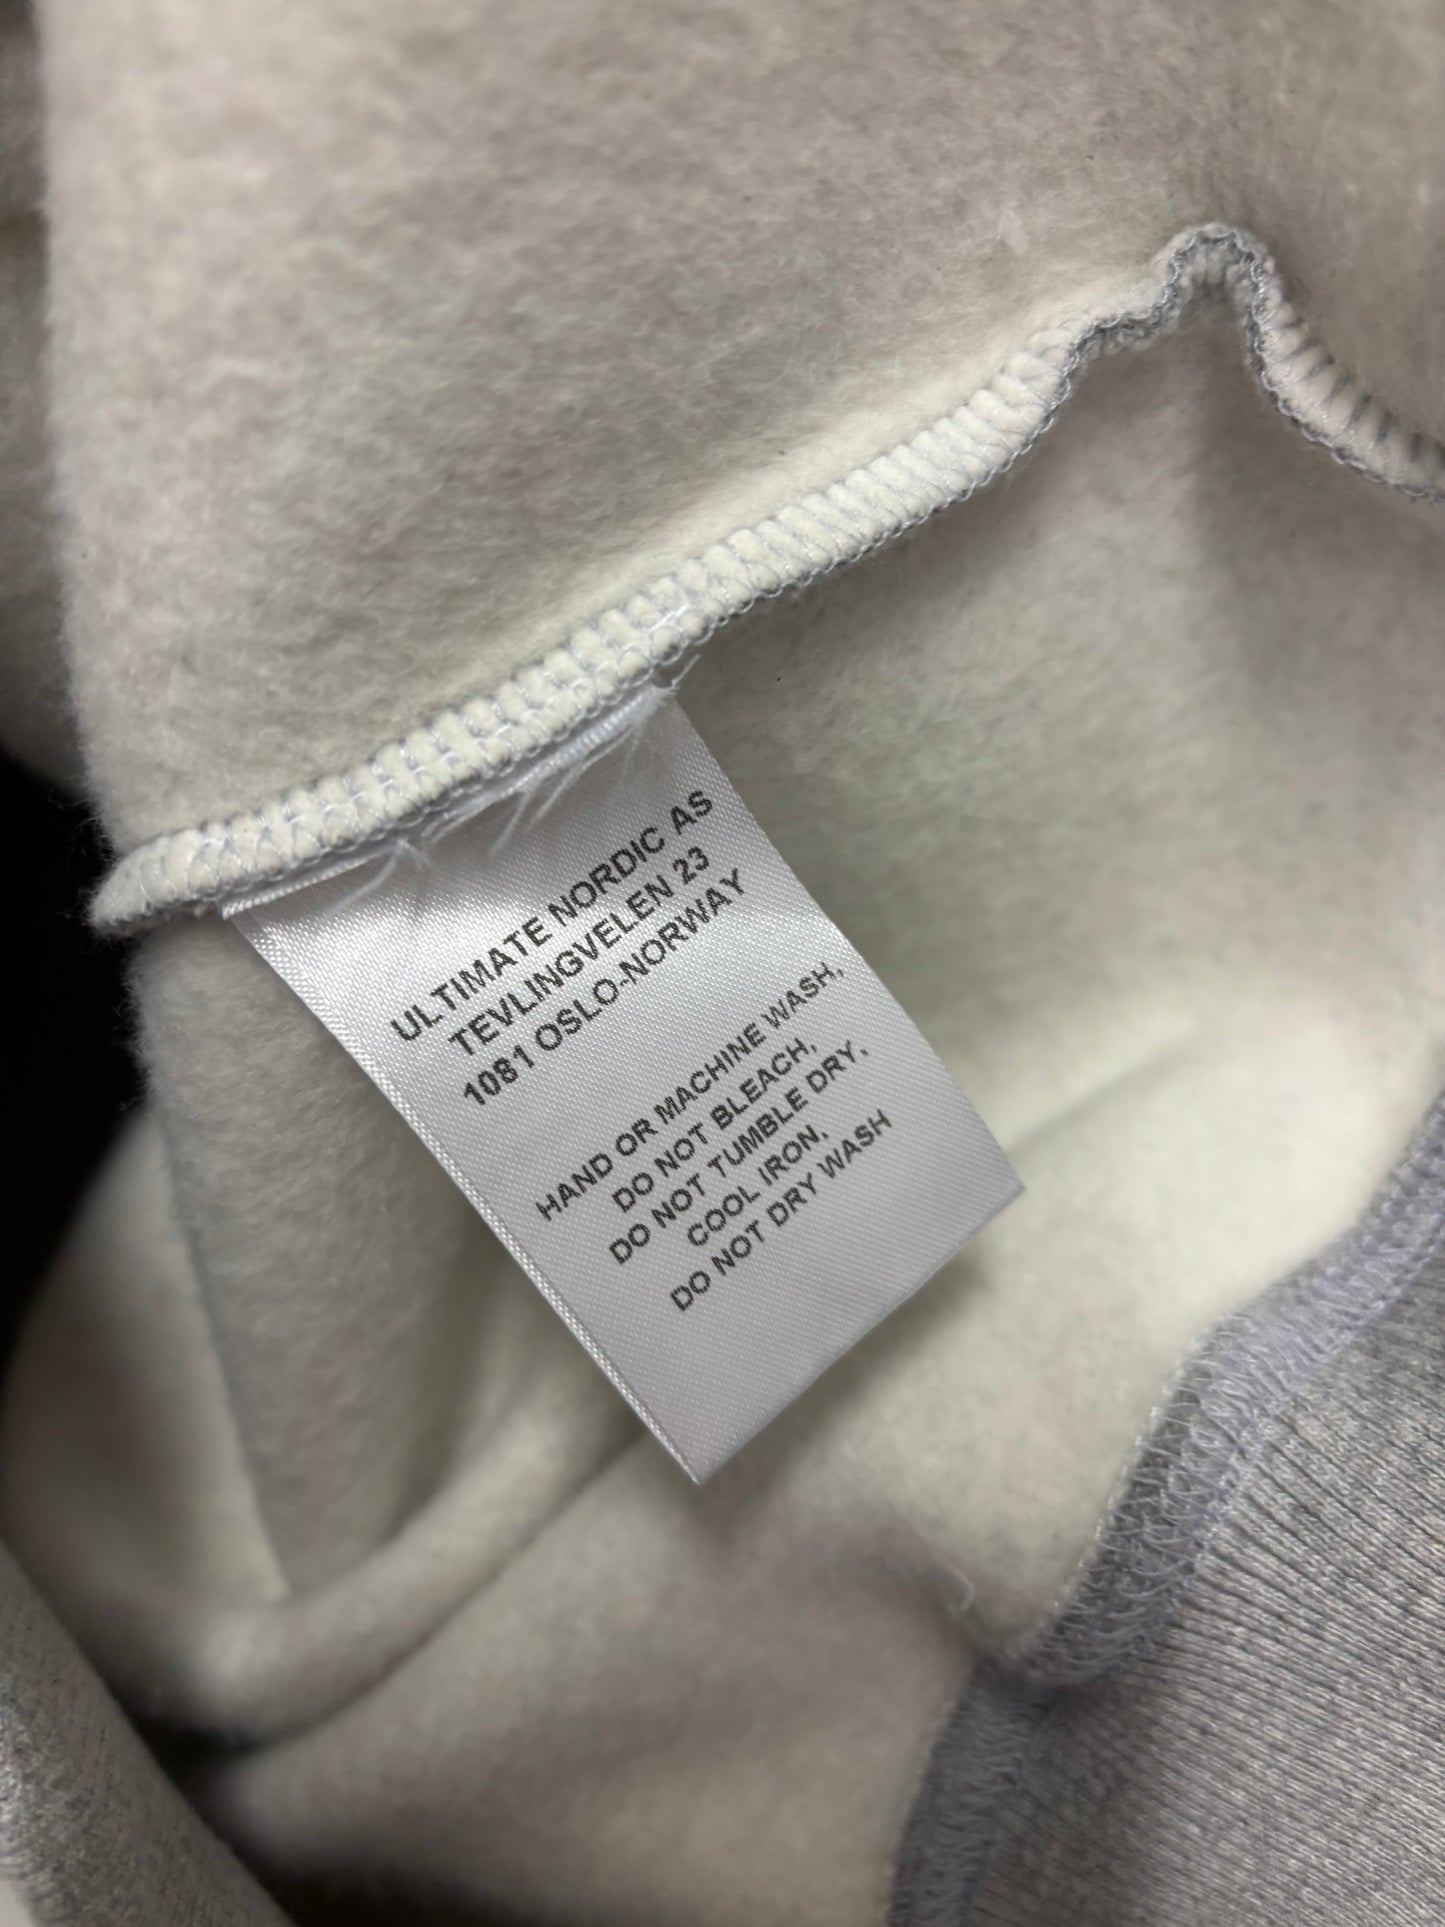 ULTIMATE NORDIC AS
TEVLINGVELEN 23
1081 OSLO-NORWAY
HAND OR MACHINE WASH,
DO NOT BLEACH,
DO NOT TUMBLE DRY,
COOL IRON,
DO NOT DRY WASH